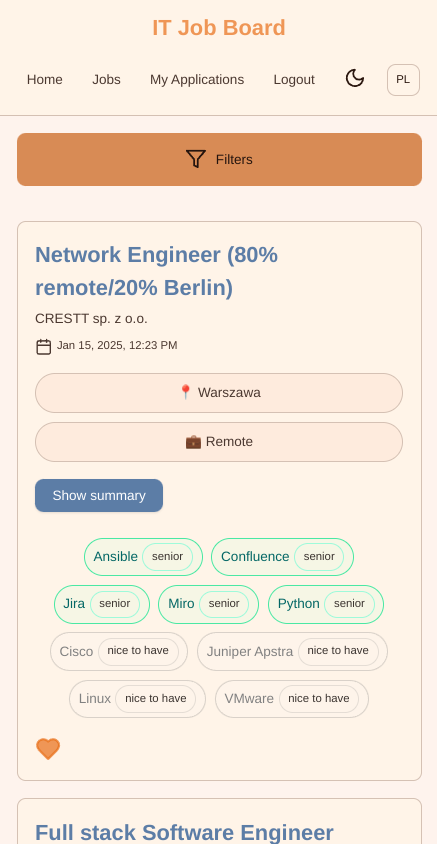 IT Job Board
Home Jobs My Applications Logout PL
Filters
Network Engineer (80%
remote/20% Berlin)
CRESTT sp. z o.o.
Jan 15, 2025, 12:23 PM
📍 Warszawa
💼 Remote
Show summary
Ansible senior Confluence senior
Jira senior Miro senior Python senior
Cisco nice to have Juniper Apstra nice to have
Linux nice to have VMware nice to have
Full stack Software Engineer